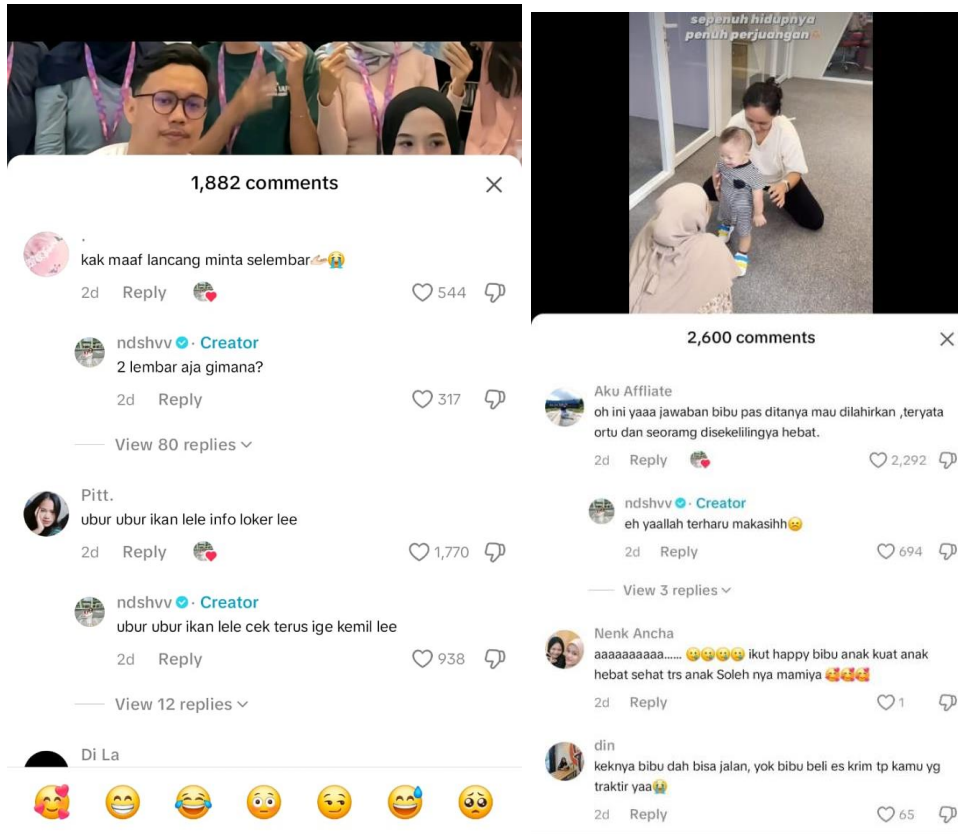 1,882 comments
.
kak maaf lancang minta selembar🫴🏻😭
2d Reply 544
ndshvv · Creator
2 lembar aja gimana?
2d Reply 317
View 80 replies
Pitt.
ubur ubur ikan lele info loker lee
2d Reply 1,770
ndshvv · Creator
ubur ubur ikan lele cek terus ige kemil lee
2d Reply 938
View 12 replies
Di La
sepenuh hidupnya
penuh perjuangan
2,600 comments
Aku Affliate
oh ini yaaa jawaban bibu pas ditanya mau dilahirkan ,teryata
ortu dan seoramg disekelilingya hebat.
2d Reply 2,292
ndshvv · Creator
eh yaallah terharu makasihh🥲
2d Reply 694
View 3 replies
Nenk Ancha
aaaaaaaaaa...... 🥲🥲🥲🥲 ikut happy bibu anak kuat anak
hebat sehat trs anak Soleh nya mamiya 🥰🥰🥰
2d Reply 1
din
keknya bibu dah bisa jalan, yok bibu beli es krim tp kamu yg
traktir yaa😭
2d Reply 65